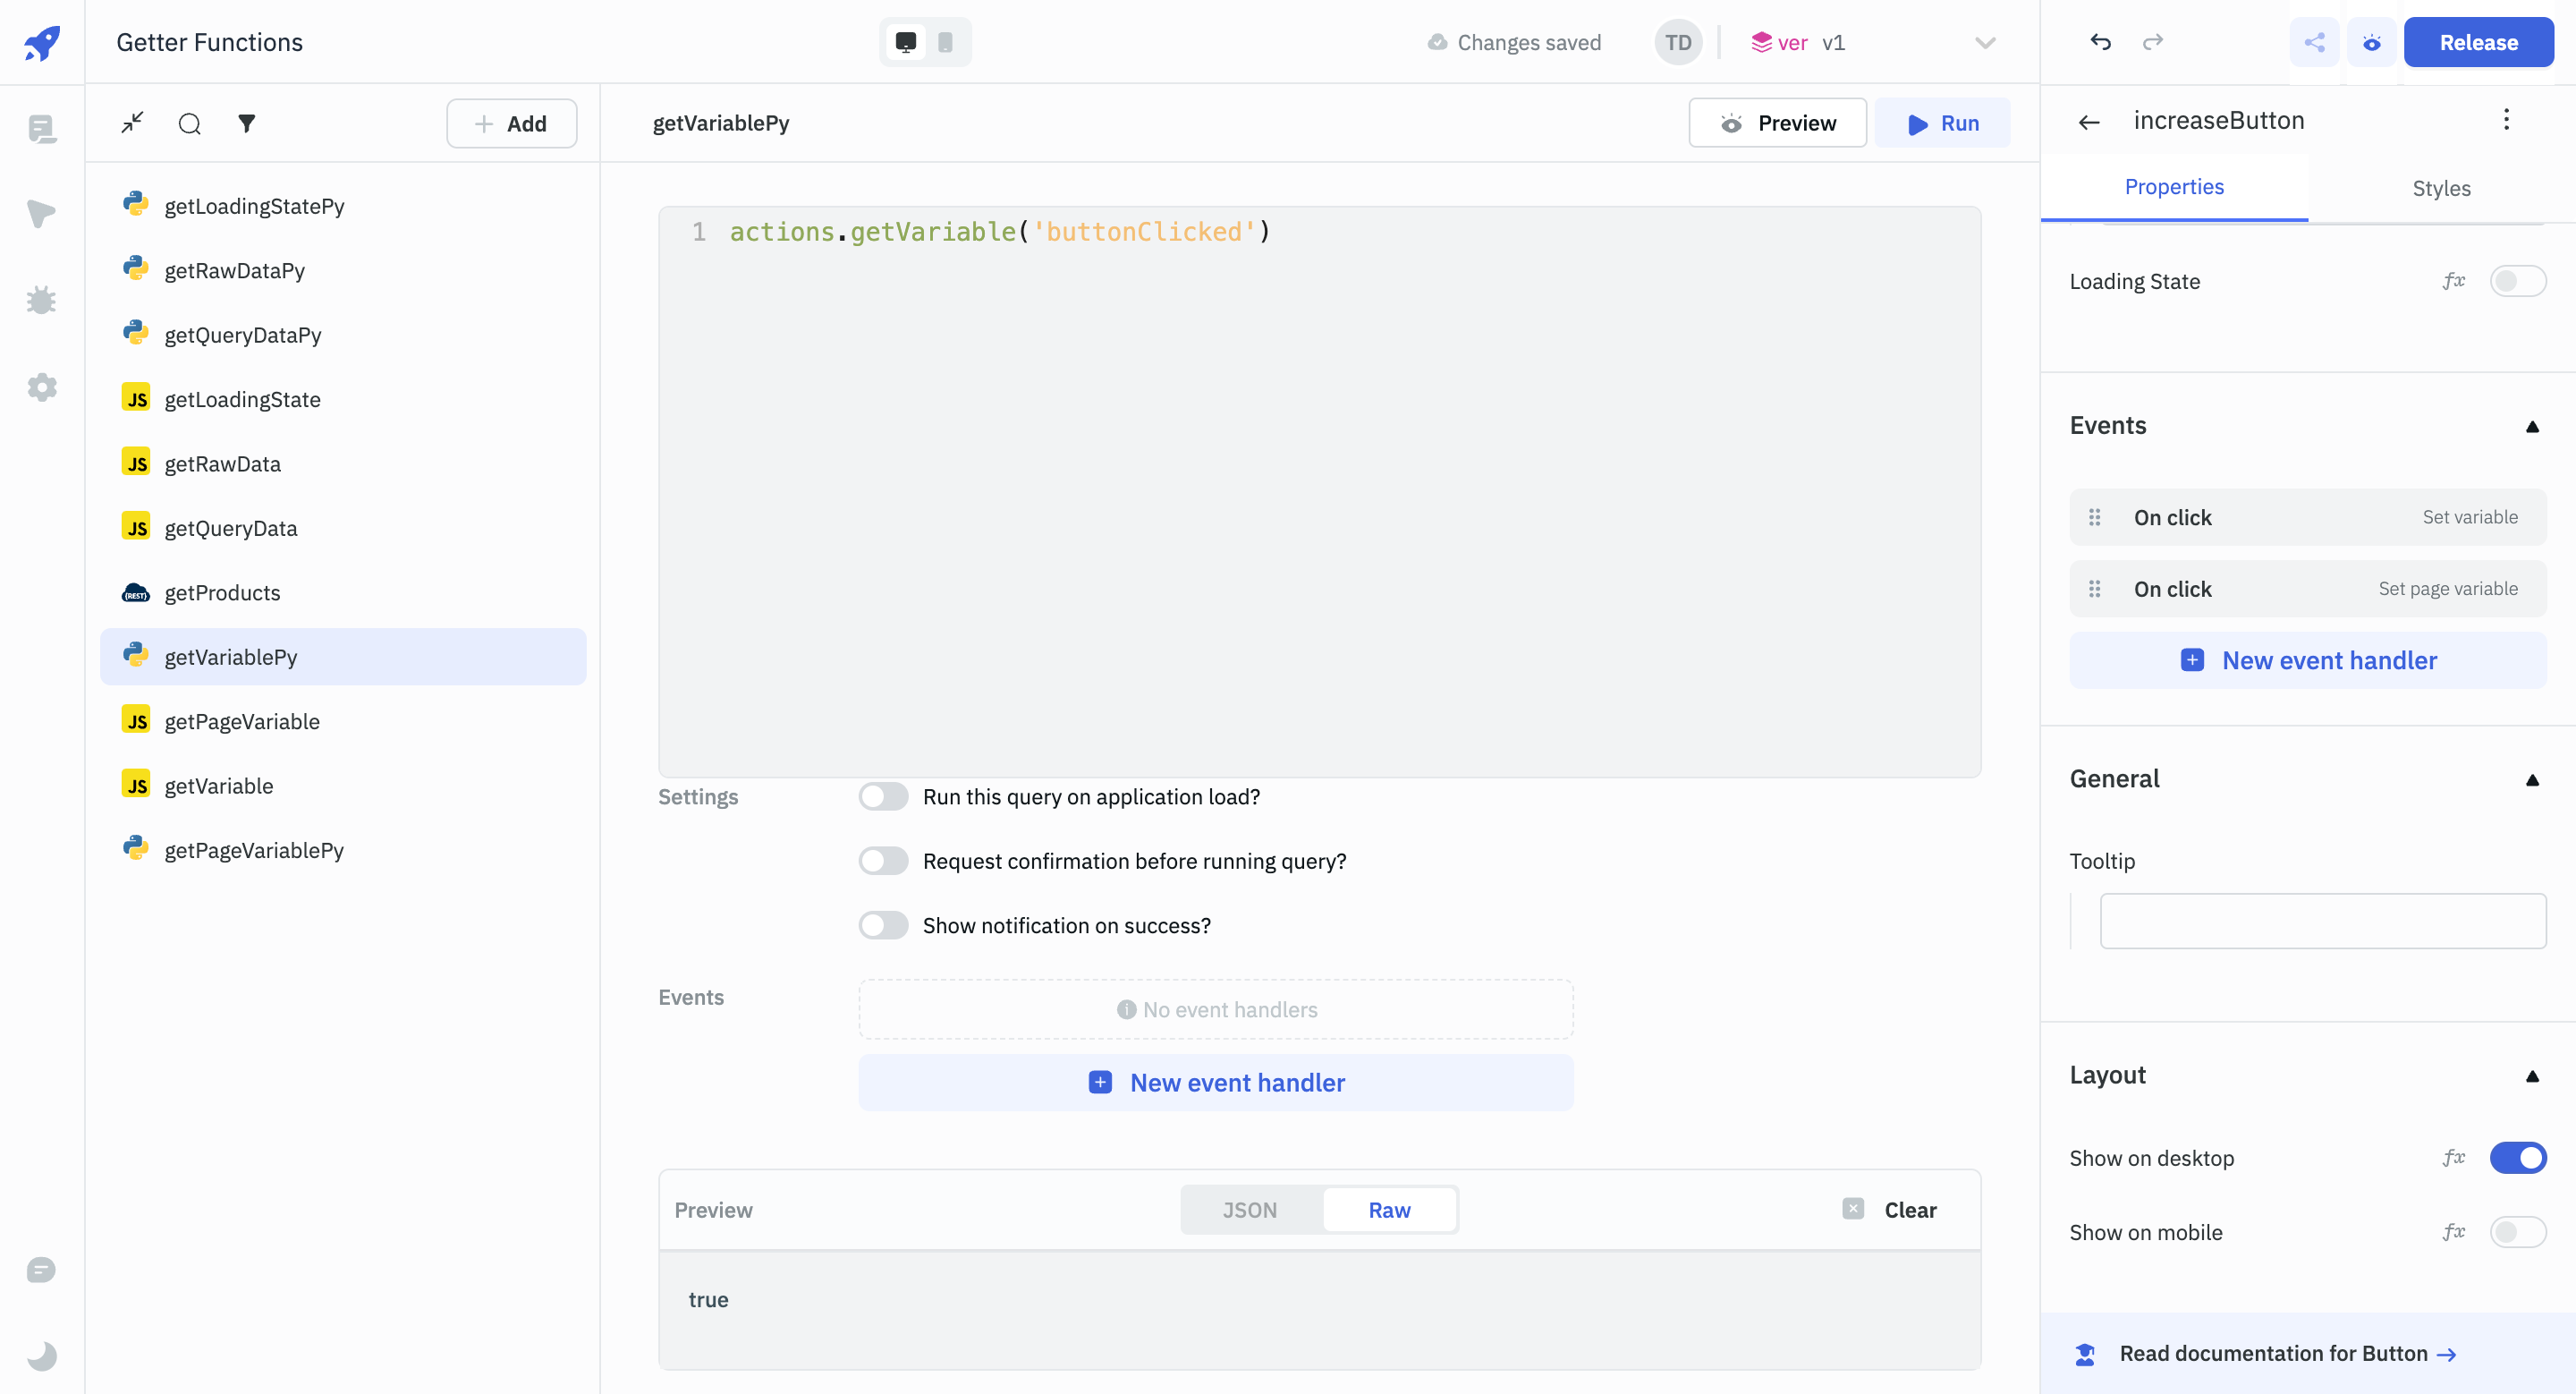 Getter Functions
Changes saved
TD
ver v1
Release
Add
getLoadingStatePy
getRawDataPy
getQueryDataPy
JS getLoadingState
JS getRawData
JS getQueryData
{REST} getProducts
getVariablePy
JS getPageVariable
JS getVariable
getPageVariablePy
getVariablePy
Preview
Run
1 actions.getVariable('buttonClicked')
Settings
Run this query on application load?
Request confirmation before running query?
Show notification on success?
Events
No event handlers
New event handler
Preview
JSON
Raw
Clear
true
increaseButton
Properties
Styles
Loading State
fx
Events
On click
Set variable
On click
Set page variable
New event handler
General
Tooltip
Layout
Show on desktop
fx
Show on mobile
fx
Read documentation for Button →